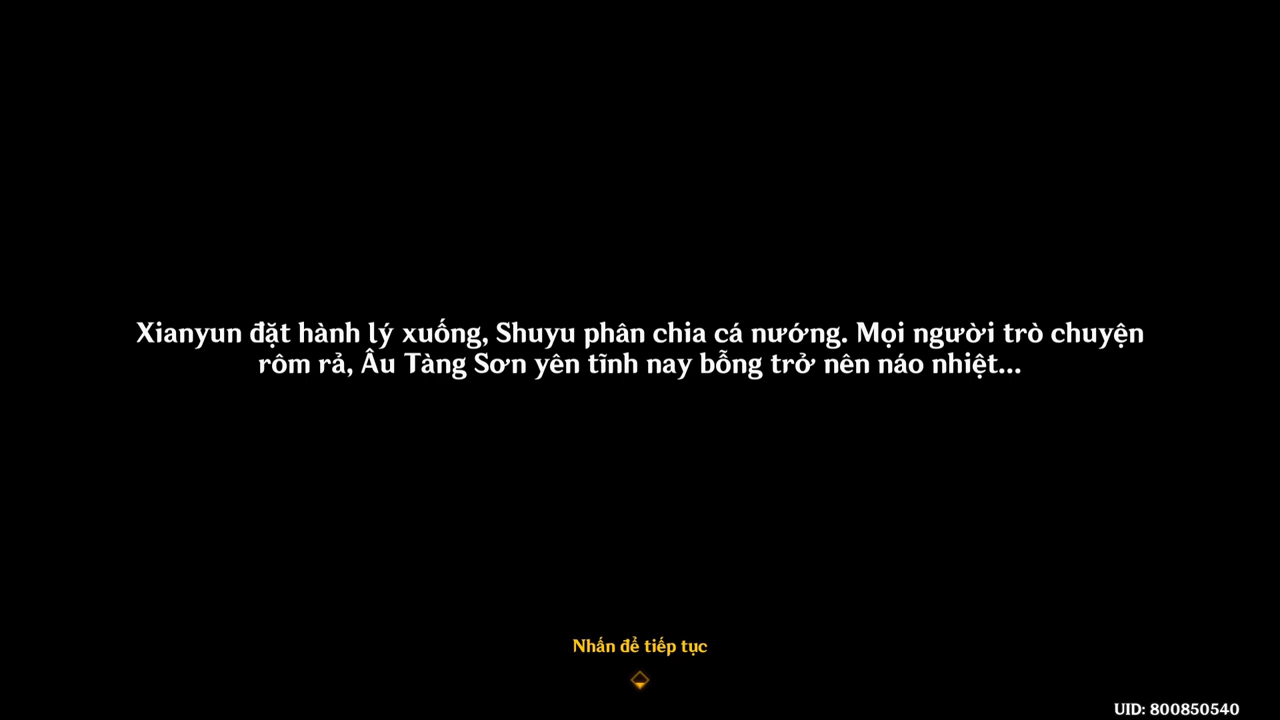 Xianyun đặt hành lý xuống, Shuyu phân chia cá nướng. Mọi người trò chuyện
rôm rả, Âu Tàng Sơn yên tĩnh nay bỗng trở nên náo nhiệt...
Nhấn để tiếp tục
UID: 800850540